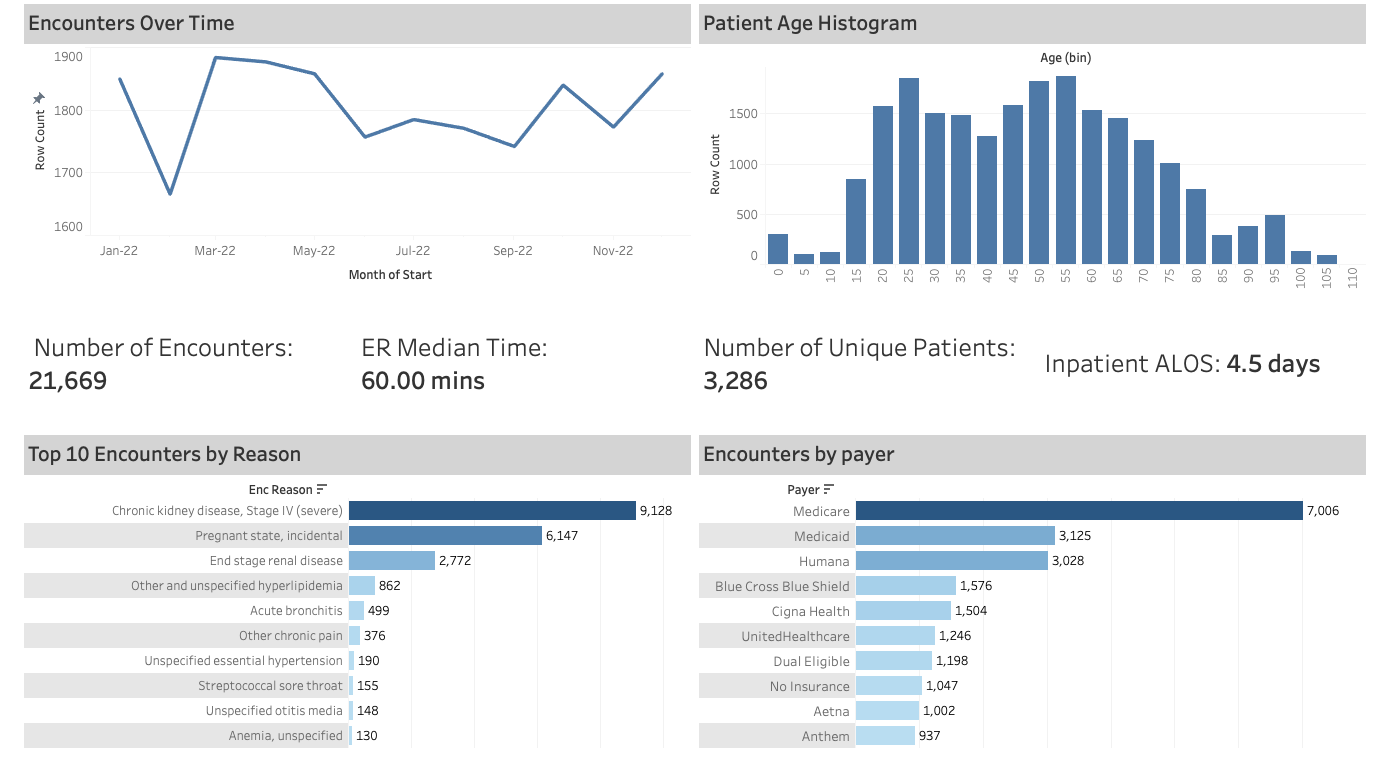 Encounters Over Time
1900
1800
1700
1600
Row Count
Jan-22 Mar-22 May-22 Jul-22 Sep-22 Nov-22
Month of Start
Patient Age Histogram
Age (bin)
1500
1000
500
0
Row Count
0 5 10 15 20 25 30 35 40 45 50 55 60 65 70 75 80 85 90 95 100 105 110
Number of Encounters:
21,669
ER Median Time:
60.00 mins
Number of Unique Patients:
3,286
Inpatient ALOS: 4.5 days
Top 10 Encounters by Reason
Enc Reason
Chronic kidney disease, Stage IV (severe) 9,128
Pregnant state, incidental 6,147
End stage renal disease 2,772
Other and unspecified hyperlipidemia 862
Acute bronchitis 499
Other chronic pain 376
Unspecified essential hypertension 190
Streptococcal sore throat 155
Unspecified otitis media 148
Anemia, unspecified 130
Encounters by payer
Payer
Medicare 7,006
Medicaid 3,125
Humana 3,028
Blue Cross Blue Shield 1,576
Cigna Health 1,504
UnitedHealthcare 1,246
Dual Eligible 1,198
No Insurance 1,047
Aetna 1,002
Anthem 937